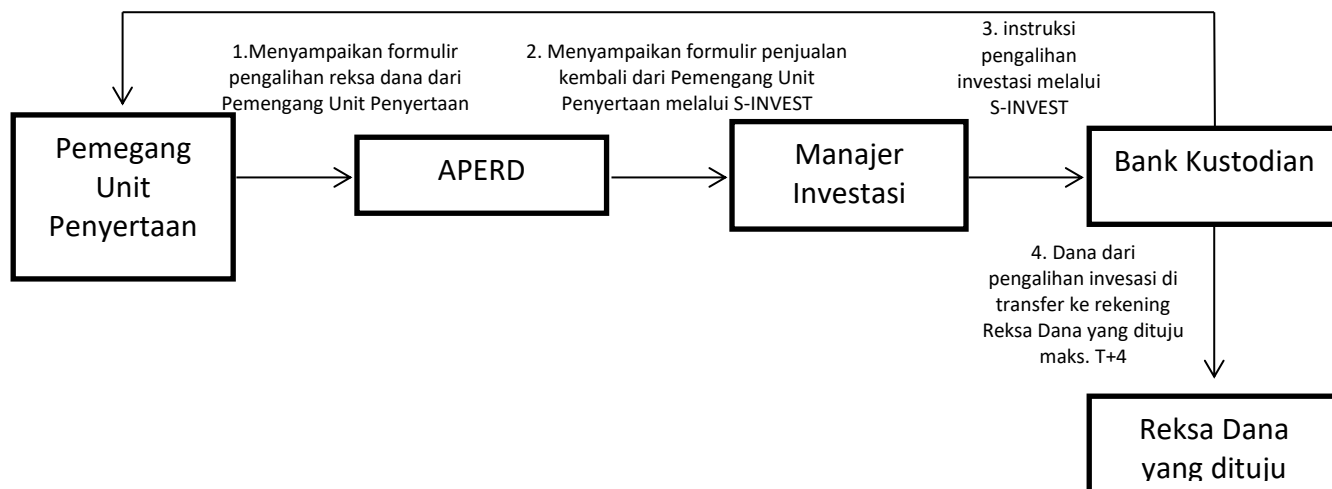 1.Menyampaikan formulir
pengalihan reksa dana dari
Pemengang Unit Penyertaan
2. Menyampaikan formulir penjualan
kembali dari Pemengang Unit
Penyertaan melalui S-INVEST
3. instruksi
pengalihan
investasi melalui
S-INVEST
Pemegang
Unit
Penyertaan
APERD
Manajer
Investasi
Bank Kustodian
4. Dana dari
pengalihan invesasi di
transfer ke rekening
Reksa Dana yang dituju
maks. T+4
Reksa Dana
yang dituju